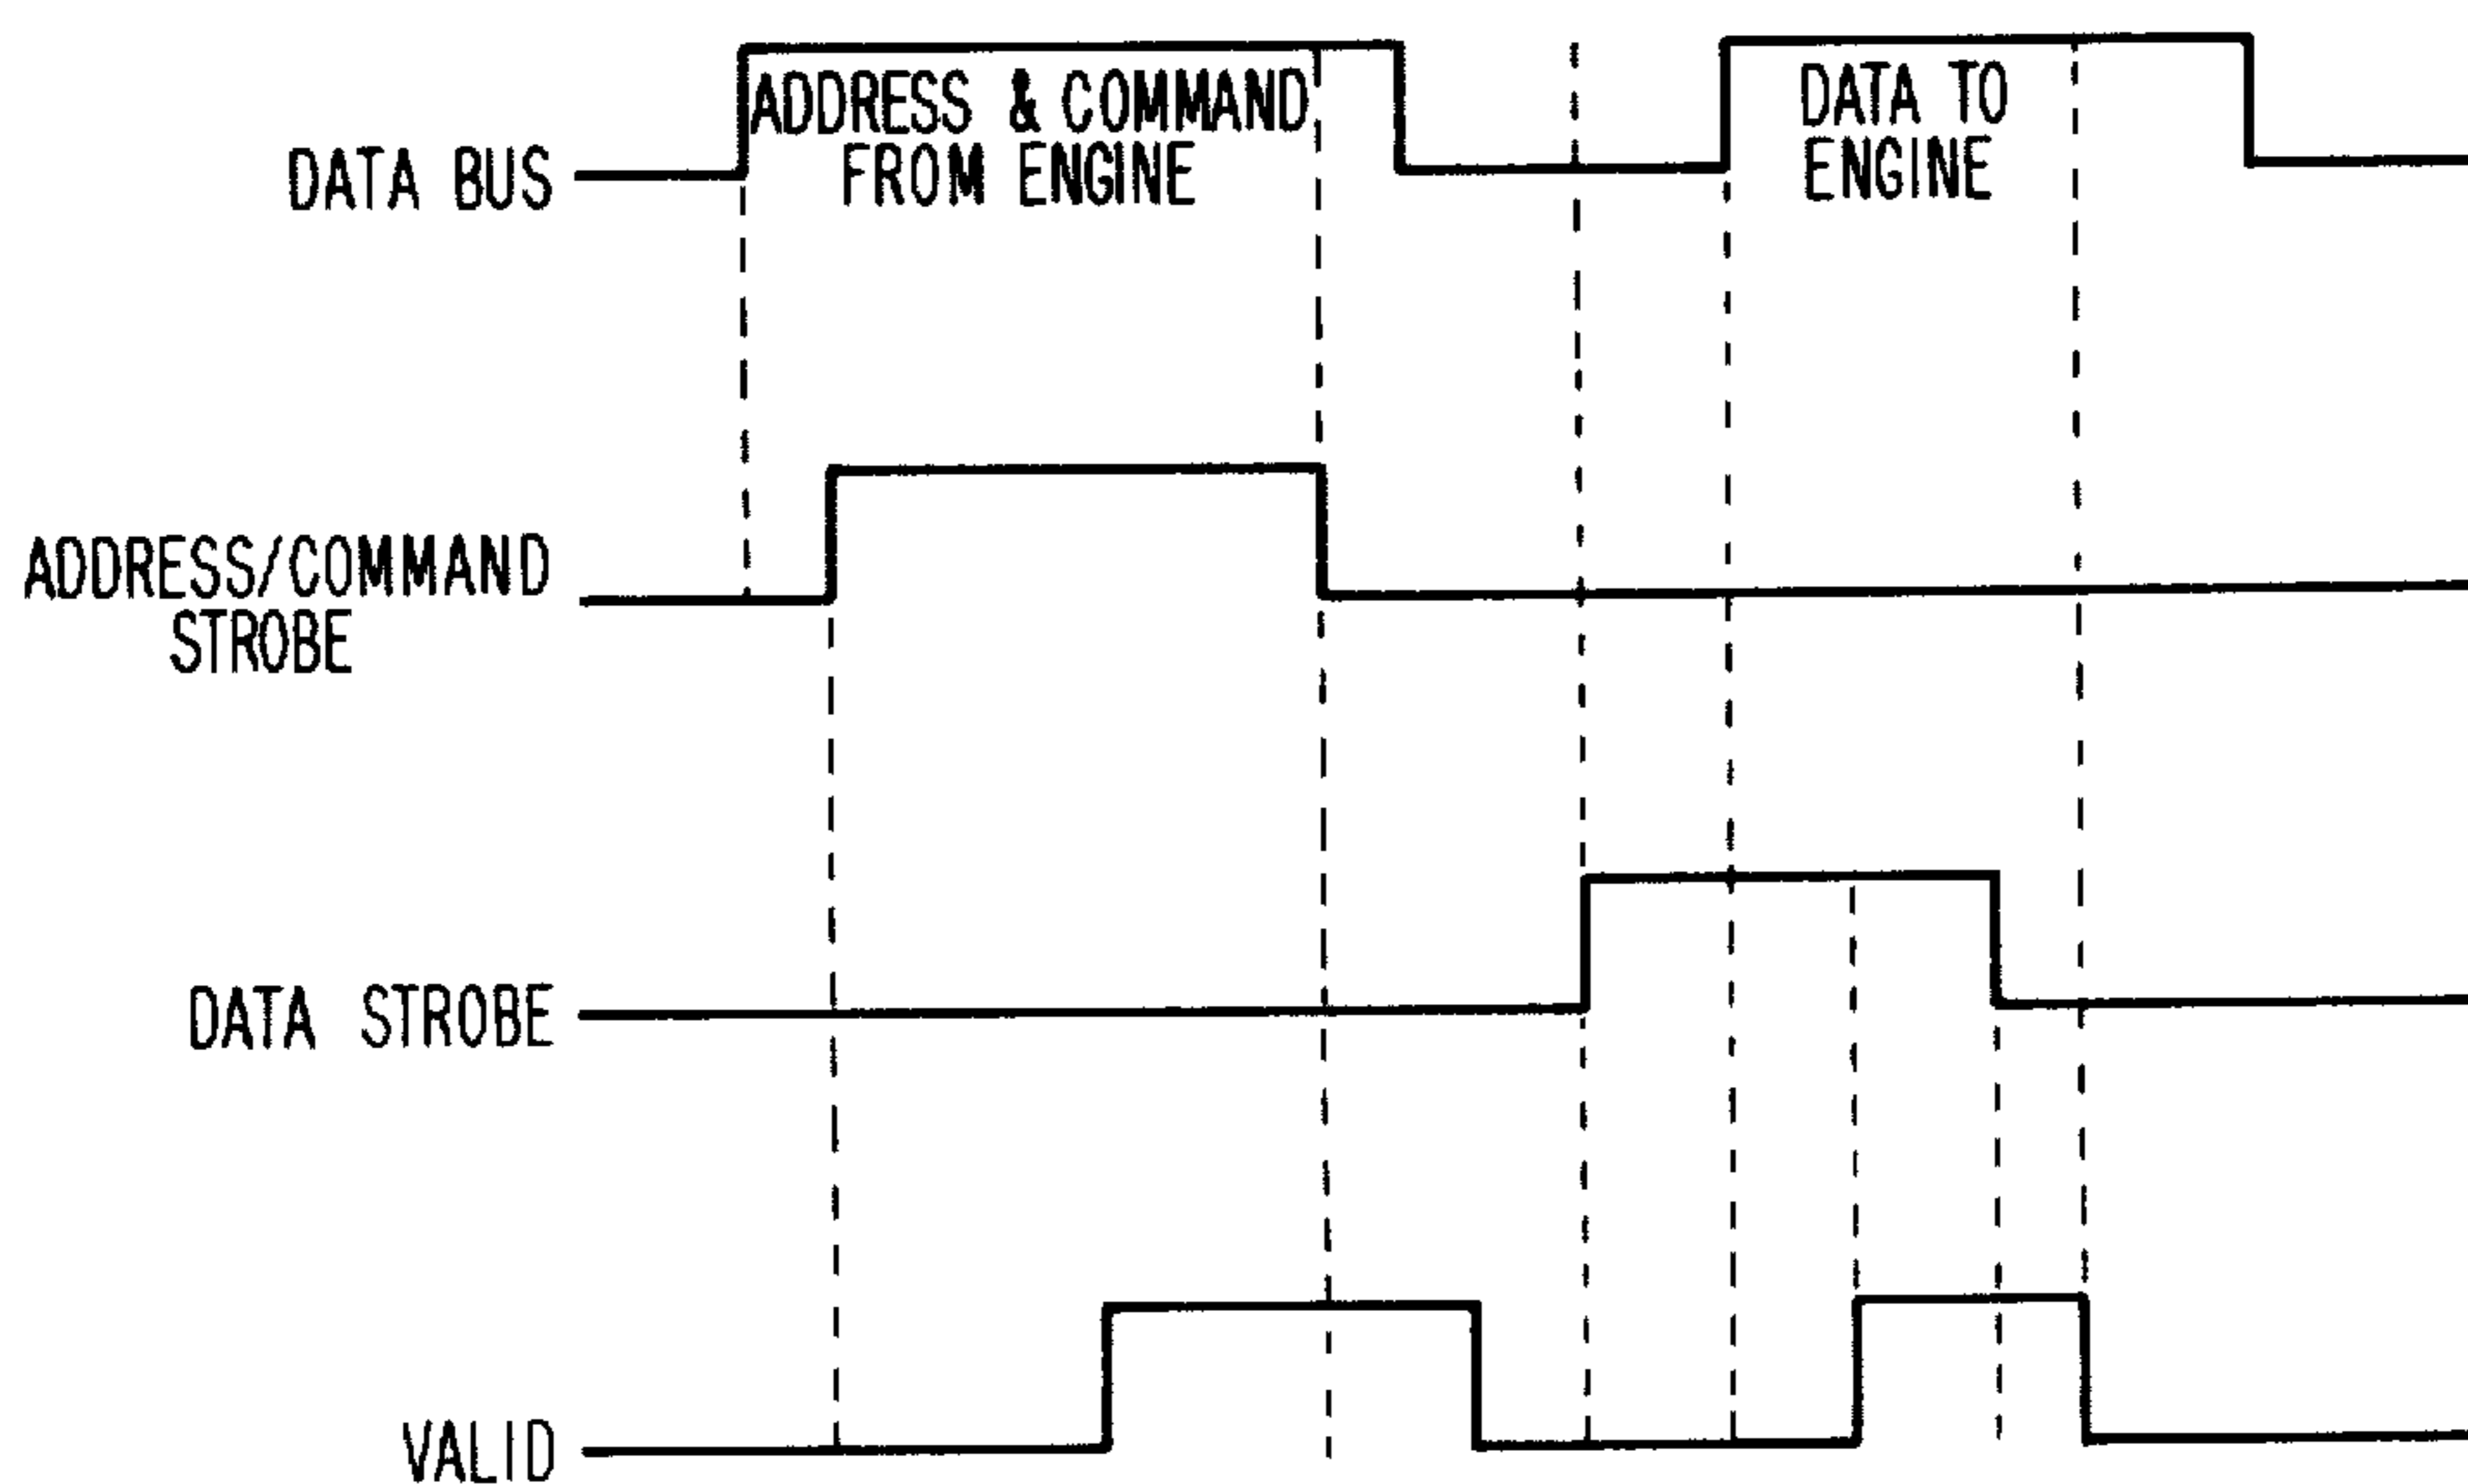 ADDRESS & COMMAND
FROM ENGINE
DATA TO
ENGINE
DATA BUS
ADDRESS/COMMAND
STROBE
DATA STROBE
VALID